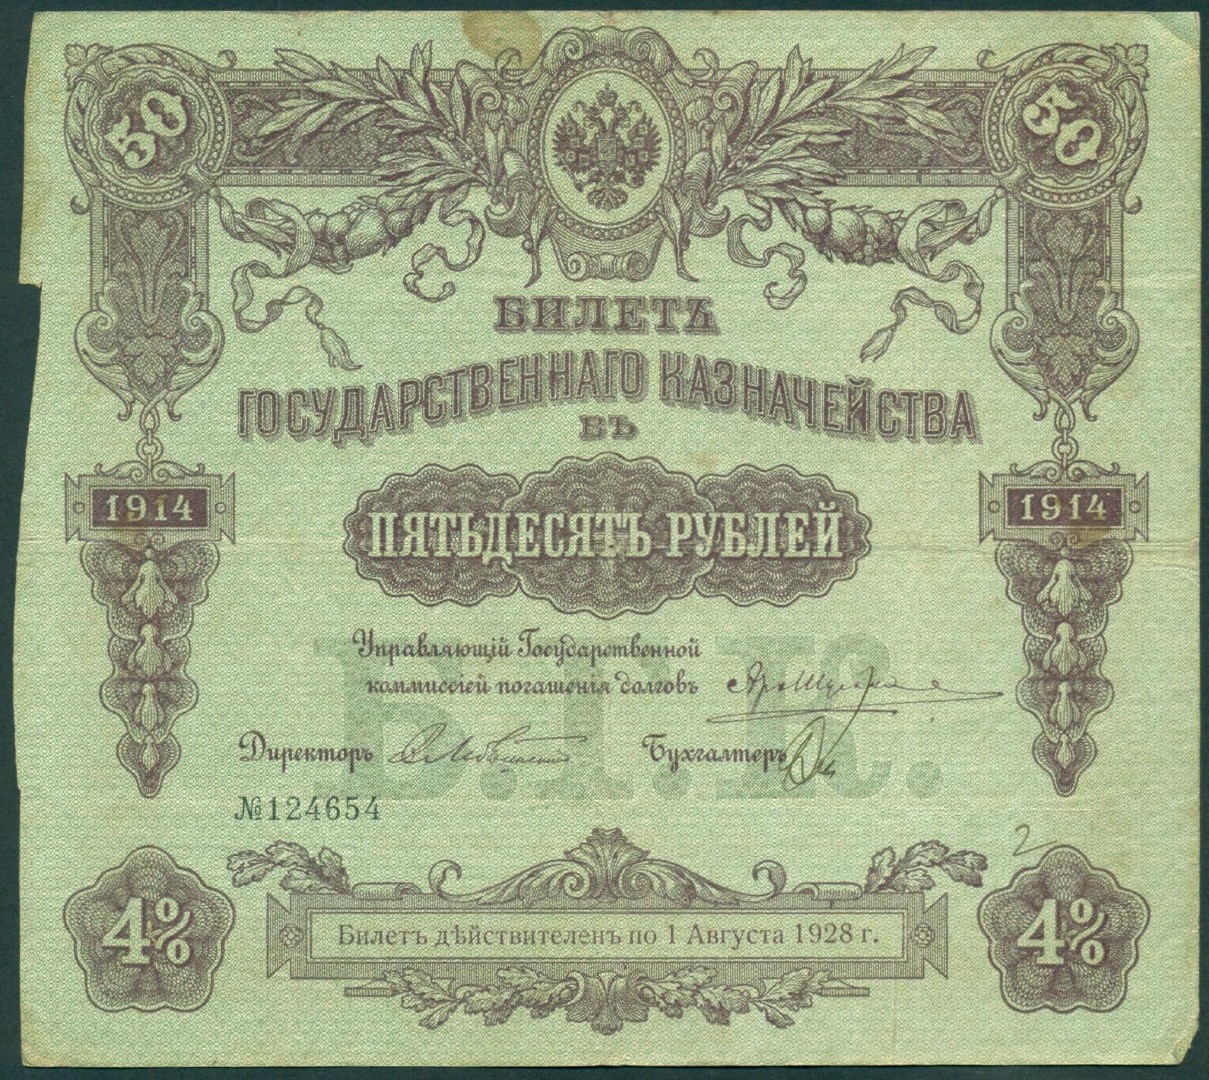 50 50
БИЛЕТЪ
ГОСУДАРСТВЕННАГО КАЗНАЧЕЙСТВА
ВЪ
1914 1914
ПЯТЬДЕСЯТЪ РУБЛЕЙ
Управляющій Государственной
коммиссіей погашенія долговъ
Директоръ Бухгалтеръ
№124654
2
4% 4%
Билетъ дѣйствителенъ по 1 Августа 1928 г.